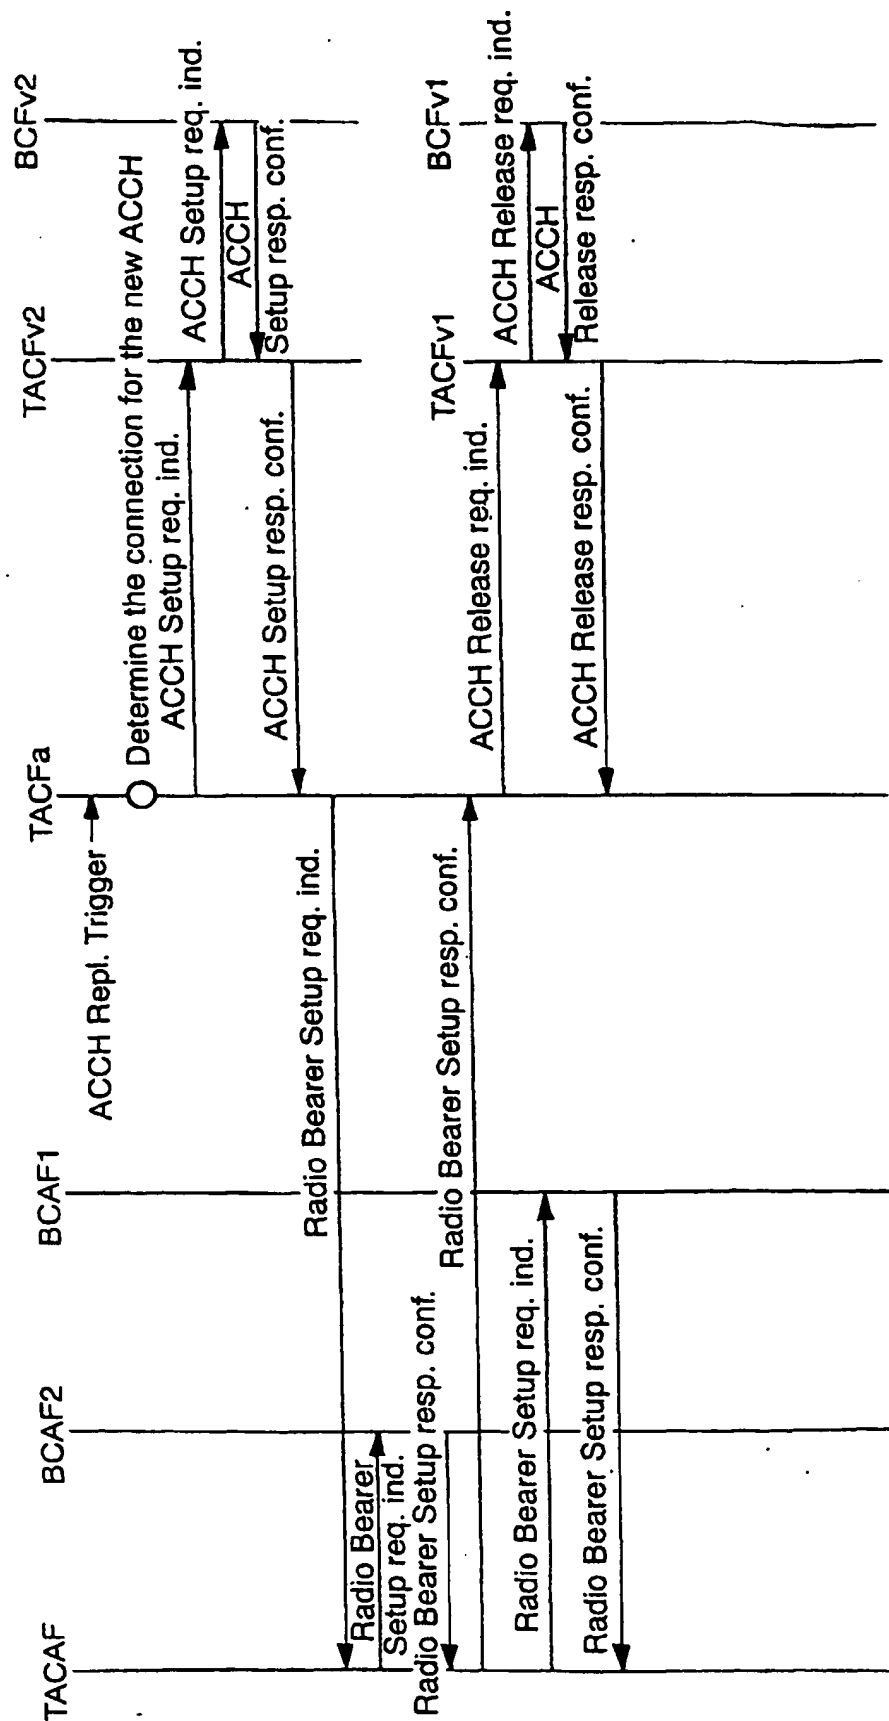 TACAF
BCAF2
BCAF1
TACFa
TACFv2
BCFv2
ACCH Repl. Trigger
Determine the connection for the new ACCH
ACCH Setup req. ind.
ACCH Setup req. ind.
ACCH
Setup resp. conf.
ACCH Setup resp. conf.
Radio Bearer Setup req. ind.
Radio Bearer
Setup req. ind.
Radio Bearer Setup resp. conf.
Radio Bearer Setup resp. conf.
TACFv1
BCFv1
ACCH Release req. ind.
ACCH Release req. ind.
ACCH
Release resp. conf.
ACCH Release resp. conf.
Radio Bearer Setup req. ind.
Radio Bearer Setup resp. conf.